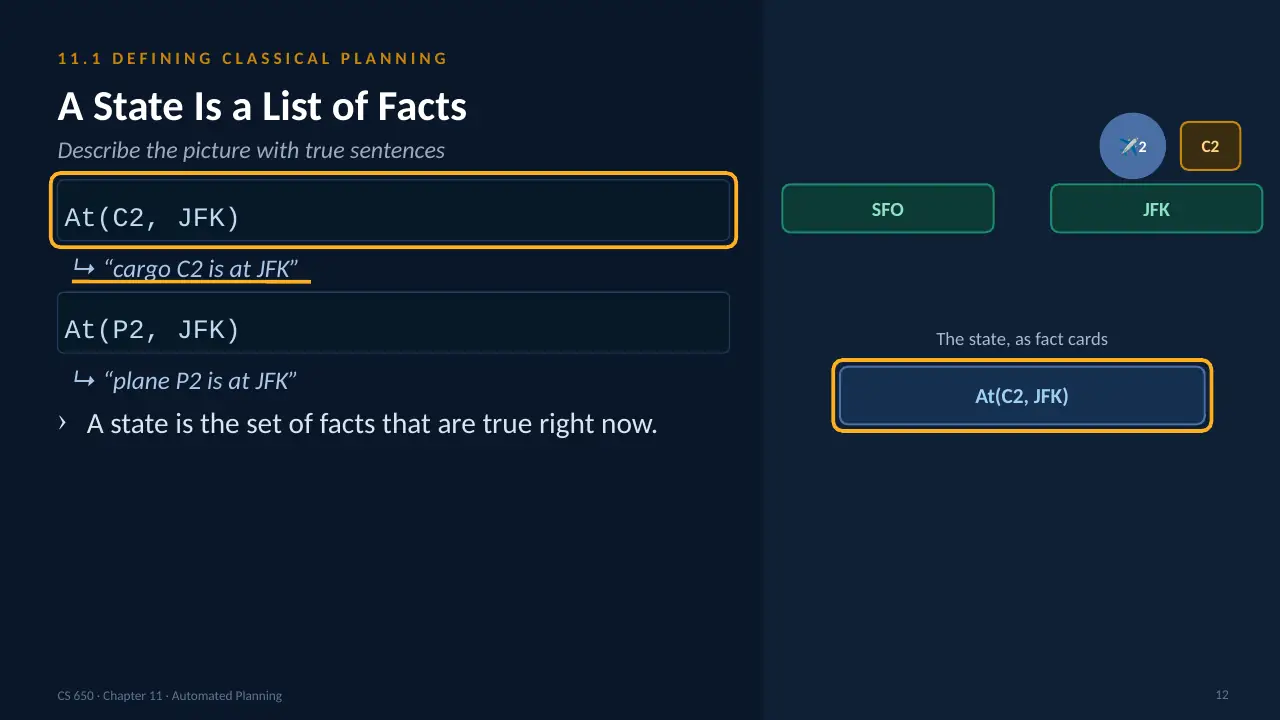 11.1 DEFINING CLASSICAL PLANNING
A State Is a List of Facts
Describe the picture with true sentences
At(C2, JFK)
↳ “cargo C2 is at JFK”
At(P2, JFK)
↳ “plane P2 is at JFK”
› A state is the set of facts that are true right now.
✈️2
C2
SFO
JFK
The state, as fact cards
At(C2, JFK)
CS 650 · Chapter 11 · Automated Planning
12